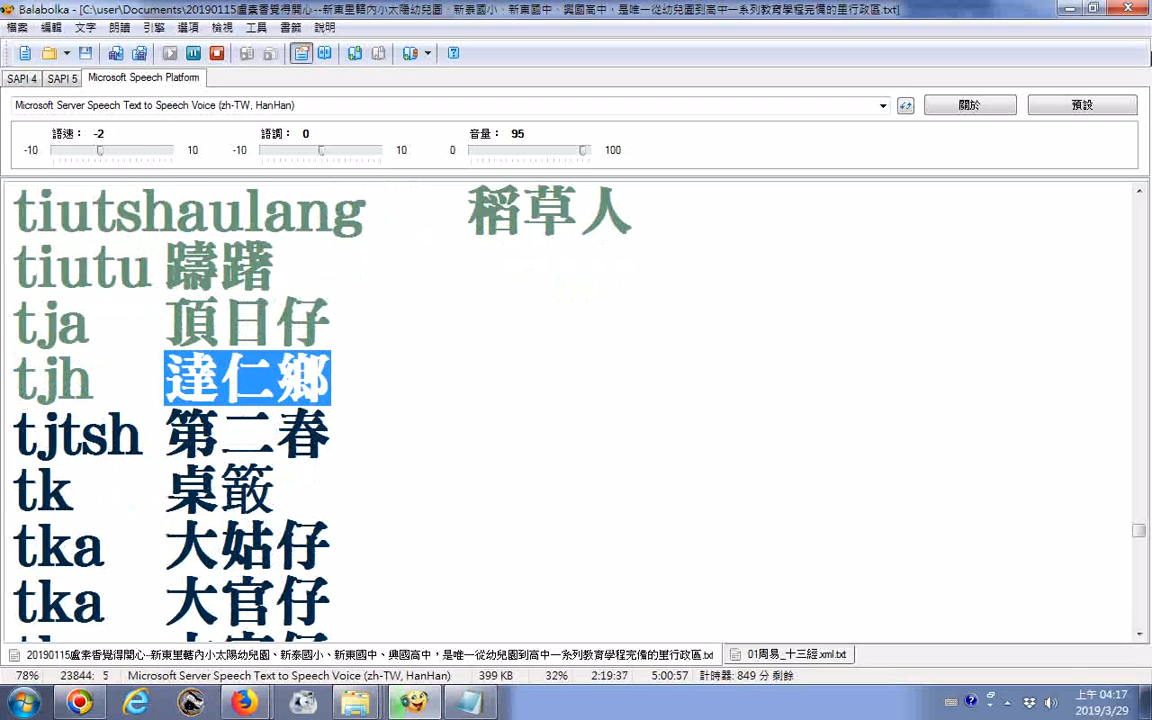 Balabolka - [C:\user\Documents\20190115盧素香覺得開心--新東里轄內小太陽幼兒園、新泰國小、新東國中、興國高中，是唯一從幼兒園到高中一系列教育學程完備的里行政區.txt]
檔案 編輯 文字 朗讀 引擎 選項 檢視 工具 書籤 說明
SAPI 4 SAPI 5 Microsoft Speech Platform
Microsoft Server Speech Text to Speech Voice (zh-TW, HanHan) 關於 預設
語速： -2 語調： 0 音量： 95
-10 10 -10 10 0 100
tiutshaulang 稻草人
tiutu 躊躇
tja 頂日仔
tjh 達仁鄉
tjtsh 第二春
tk 桌
tka 大姑仔
tka 大官仔
20190115盧素香覺得開心--新東里轄內小太陽幼兒園、新泰國小、新東國中、興國高中，是唯一從幼兒園到高中一系列教育學程完備的里行政區.txt 01周易_十三經.xml.txt
78% 23844: 5 Microsoft Server Speech Text to Speech Voice (zh-TW, HanHan) 399 KB 32% 2:19:37 5:00:57 計時器: 849 分 剩餘
上午 04:17
2019/3/29